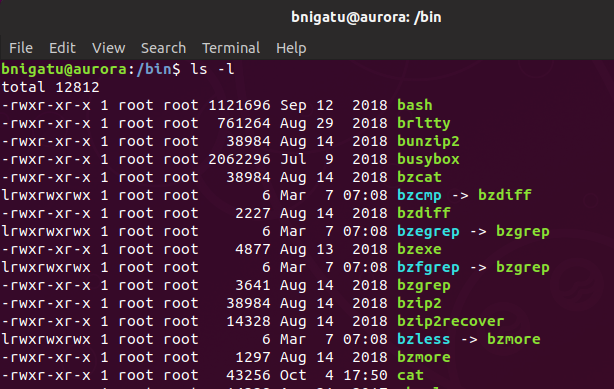 bnigatu@aurora: /bin
File Edit View Search Terminal Help
bnigatu@aurora:/bin$ ls -l
total 12812
-rwxr-xr-x 1 root root 1121696 Sep 12  2018 bash
-rwxr-xr-x 1 root root  761264 Aug 29  2018 brltty
-rwxr-xr-x 1 root root   38984 Aug 14  2018 bunzip2
-rwxr-xr-x 1 root root 2062296 Jul  9  2018 busybox
-rwxr-xr-x 1 root root   38984 Aug 14  2018 bzcat
lrwxrwxrwx 1 root root       6 Mar  7 07:08 bzcmp -> bzdiff
-rwxr-xr-x 1 root root    2227 Aug 14  2018 bzdiff
lrwxrwxrwx 1 root root       6 Mar  7 07:08 bzegrep -> bzgrep
-rwxr-xr-x 1 root root    4877 Aug 13  2018 bzexe
lrwxrwxrwx 1 root root       6 Mar  7 07:08 bzfgrep -> bzgrep
-rwxr-xr-x 1 root root    3641 Aug 14  2018 bzgrep
-rwxr-xr-x 1 root root   38984 Aug 14  2018 bzip2
-rwxr-xr-x 1 root root   14328 Aug 14  2018 bzip2recover
lrwxrwxrwx 1 root root       6 Mar  7 07:08 bzless -> bzmore
-rwxr-xr-x 1 root root    1297 Aug 14  2018 bzmore
-rwxr-xr-x 1 root root   43256 Oct  4 17:50 cat